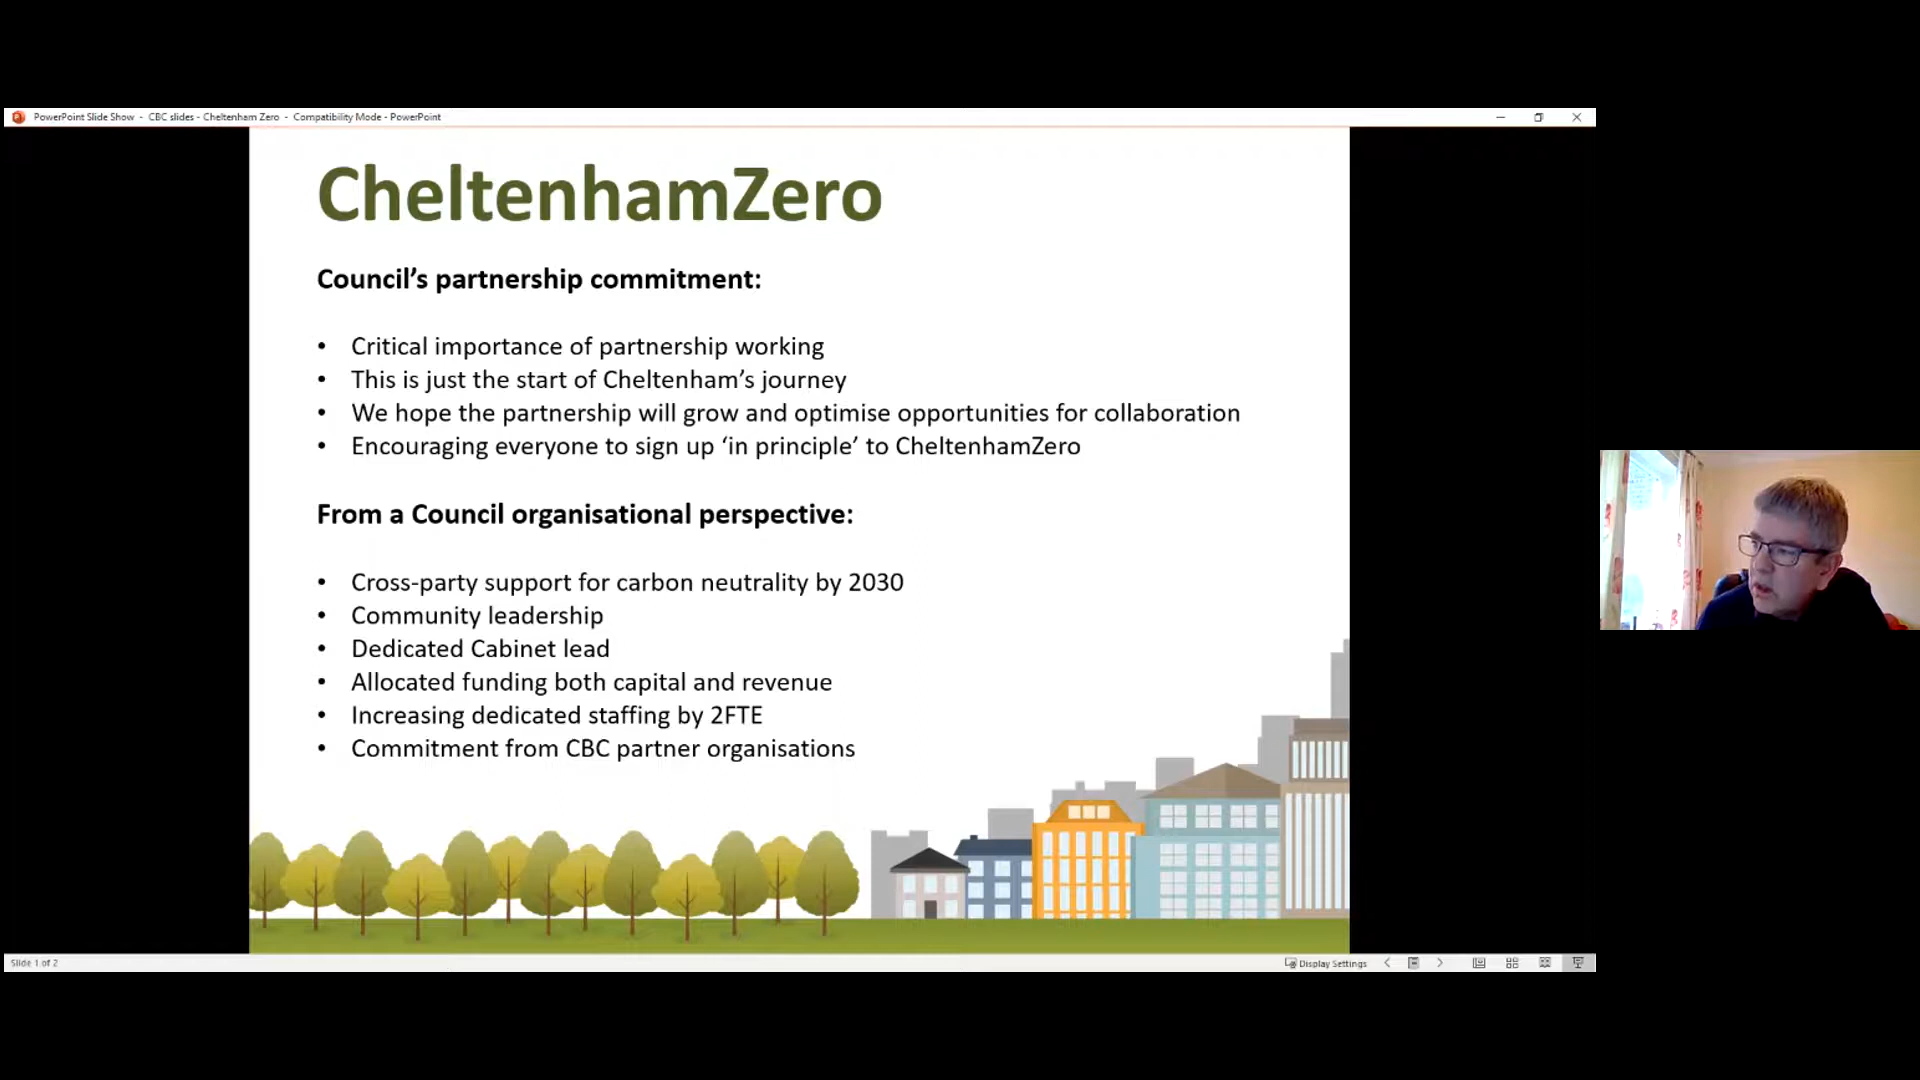 PowerPoint Slide Show - CBC slides - Cheltenham Zero - Compatibility Mode - PowerPoint
CheltenhamZero
Council’s partnership commitment:
• Critical importance of partnership working
• This is just the start of Cheltenham’s journey
• We hope the partnership will grow and optimise opportunities for collaboration
• Encouraging everyone to sign up ‘in principle’ to CheltenhamZero
From a Council organisational perspective:
• Cross-party support for carbon neutrality by 2030
• Community leadership
• Dedicated Cabinet lead
• Allocated funding both capital and revenue
• Increasing dedicated staffing by 2FTE
• Commitment from CBC partner organisations
Slide 1 of 2
Display Settings